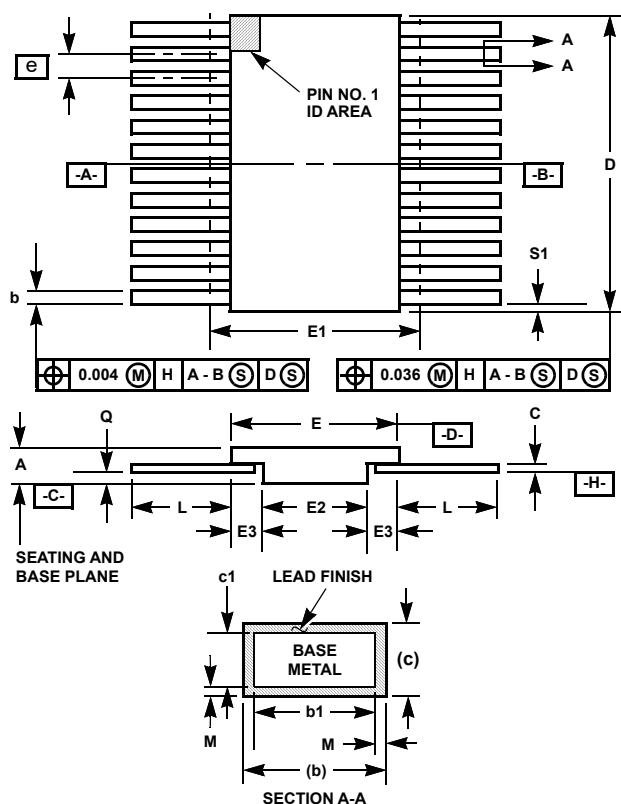 e
A
A
PIN NO. 1
ID AREA
-A-
-B-
D
S1
b
E1
0.004 M H A - B S D S
0.036 M H A - B S D S
Q
E
-D-
C
A
-C-
-H-
L
E2
L
E3
E3
SEATING AND
BASE PLANE
c1
LEAD FINISH
BASE
METAL
(c)
b1
M
M
(b)
SECTION A-A